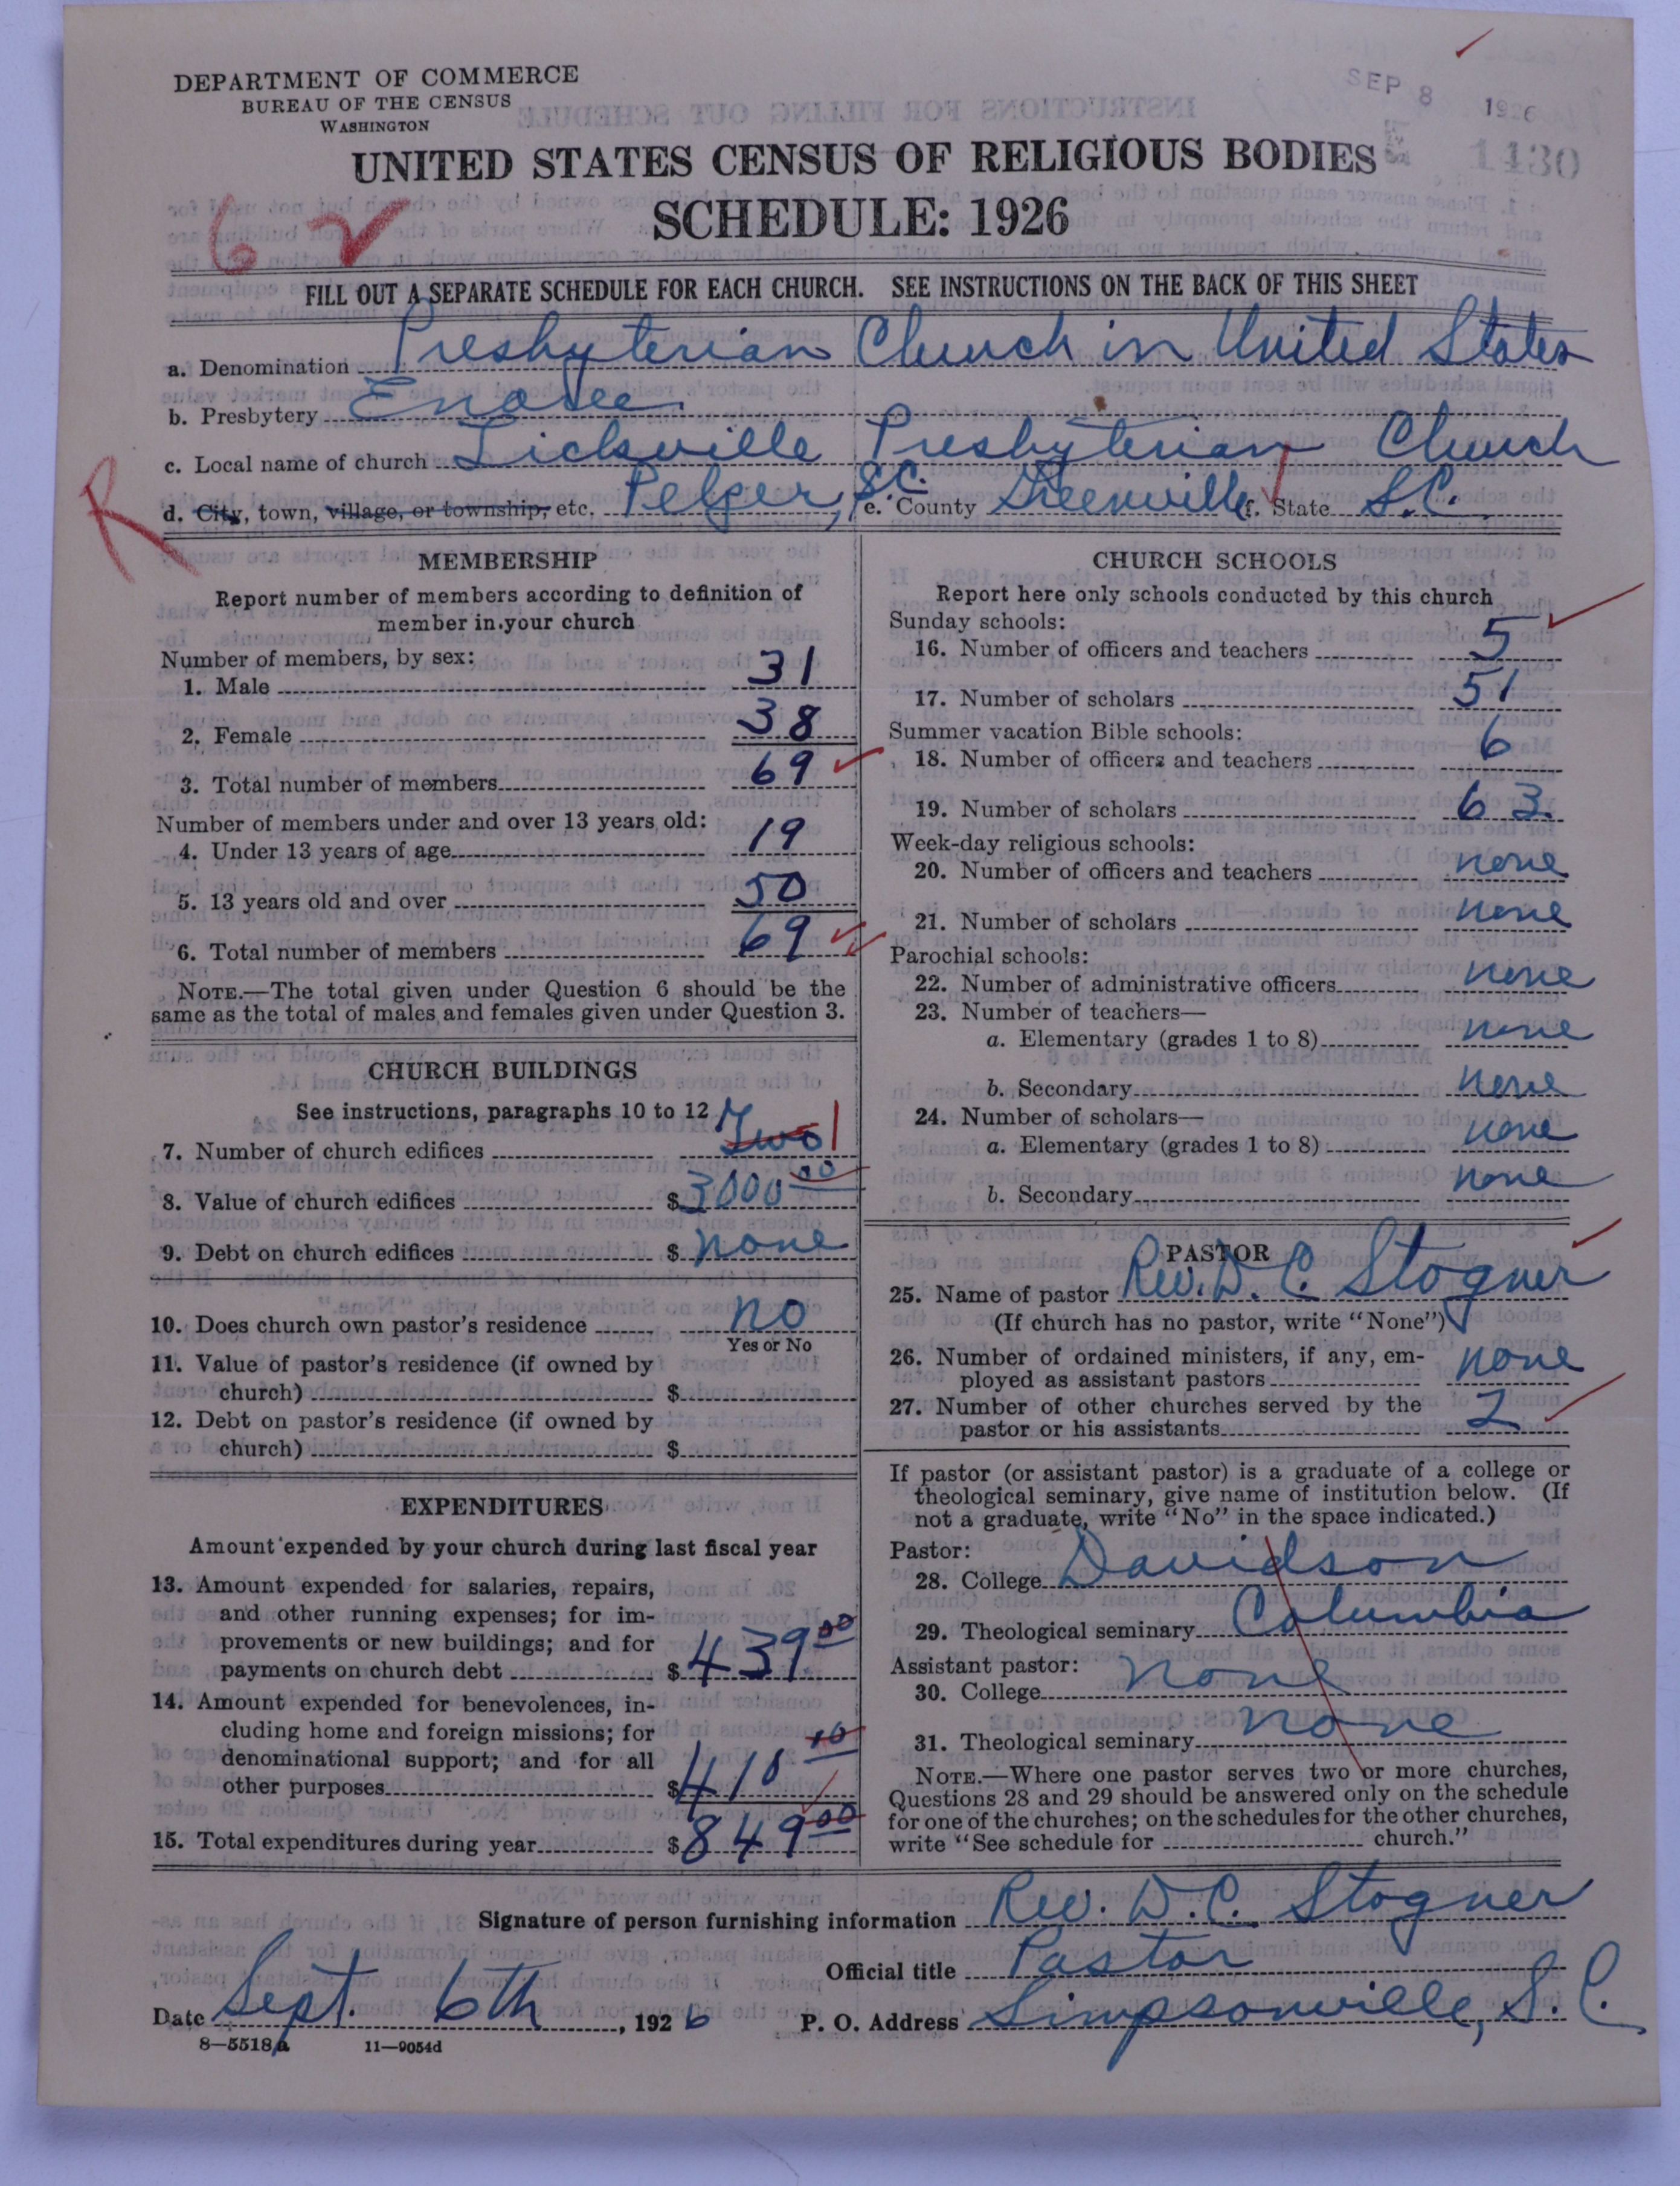 DEPARTMENT OF COMMERCE
BUREAU OF THE CENSUS
WASHINGTON
SEP 8 1926
1430
UNITED STATES CENSUS OF RELIGIOUS BODIES
SCHEDULE: 1926
6 2
FILL OUT A SEPARATE SCHEDULE FOR EACH CHURCH. SEE INSTRUCTIONS ON THE BACK OF THIS SHEET
a. Denomination Presbyterian Church in United States
b. Presbytery Enoree
c. Local name of church Licksville Presbyterian Church
R
d. City, town, village, or township, etc. Pelzer, S.C. e. County Greenville f. State S.C.
MEMBERSHIP
Report number of members according to definition of
member in your church
Number of members, by sex:
1. Male 31
2. Female 38
3. Total number of members 69
Number of members under and over 13 years old:
4. Under 13 years of age 19
5. 13 years old and over 50
6. Total number of members 69
NOTE.—The total given under Question 6 should be the
same as the total of males and females given under Question 3.
CHURCH BUILDINGS
See instructions, paragraphs 10 to 12
7. Number of church edifices Two 1
8. Value of church edifices $3000 00
9. Debt on church edifices $ none
10. Does church own pastor's residence no
Yes or No
11. Value of pastor's residence (if owned by
church) $
12. Debt on pastor's residence (if owned by
church) $
EXPENDITURES
Amount expended by your church during last fiscal year
13. Amount expended for salaries, repairs,
and other running expenses; for im-
provements or new buildings; and for
payments on church debt $439.00
14. Amount expended for benevolences, in-
cluding home and foreign missions; for
denominational support; and for all
other purposes $410 10
15. Total expenditures during year $849 00
CHURCH SCHOOLS
Report here only schools conducted by this church
Sunday schools:
16. Number of officers and teachers 5
17. Number of scholars 51
Summer vacation Bible schools:
18. Number of officers and teachers 6
19. Number of scholars 63
Week-day religious schools:
20. Number of officers and teachers none
21. Number of scholars none
Parochial schools:
22. Number of administrative officers none
23. Number of teachers—
a. Elementary (grades 1 to 8) none
b. Secondary none
24. Number of scholars—
a. Elementary (grades 1 to 8) none
b. Secondary none
PASTOR
25. Name of pastor Rev. D. C. Stogner
(If church has no pastor, write "None")
26. Number of ordained ministers, if any, em-
ployed as assistant pastors none
27. Number of other churches served by the
pastor or his assistants 2
If pastor (or assistant pastor) is a graduate of a college or
theological seminary, give name of institution below. (If
not a graduate, write "No" in the space indicated.)
Pastor:
28. College Davidson
29. Theological seminary Columbia
Assistant pastor:
30. College none
31. Theological seminary none
NOTE.—Where one pastor serves two or more churches,
Questions 28 and 29 should be answered only on the schedule
for one of the churches; on the schedules for the other churches,
write "See schedule for church."
Signature of person furnishing information Rev. D. C. Stogner
Official title Pastor
Date Sept. 6th, 1926 P. O. Address Simpsonville, S. C.
8—5518a 11—9054d